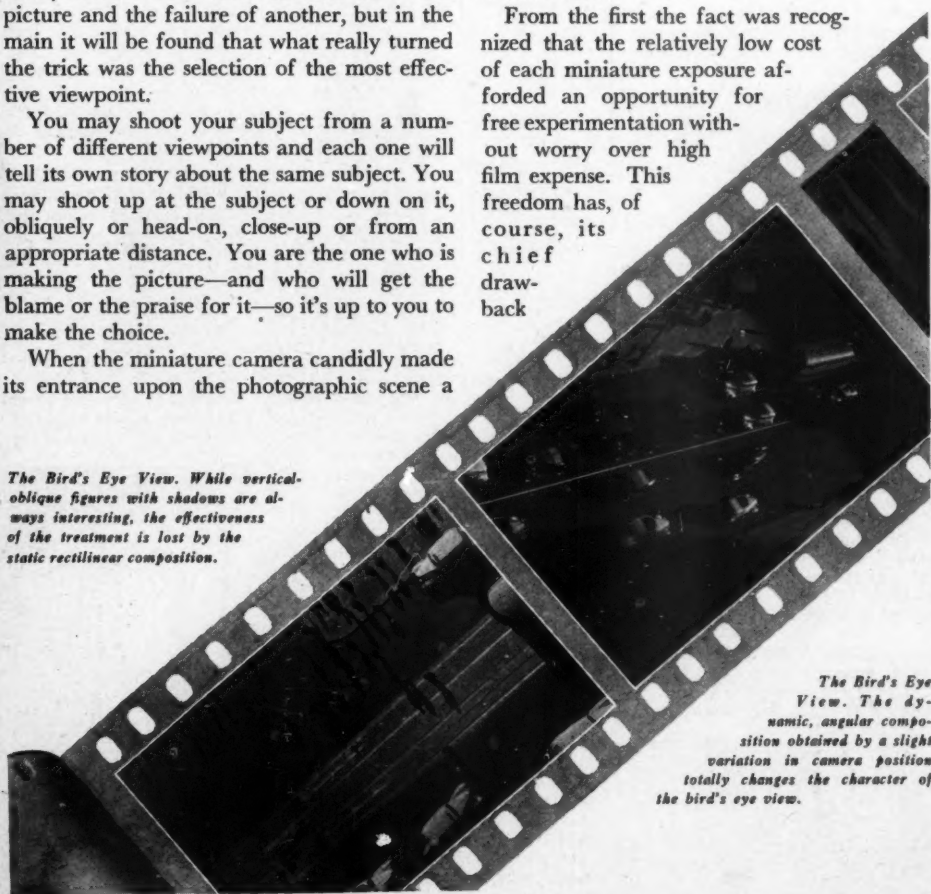 picture and the failure of another, but in the
main it will be found that what really turned
the trick was the selection of the most effec-
tive viewpoint.
You may shoot your subject from a num-
ber of different viewpoints and each one will
tell its own story about the same subject. You
may shoot up at the subject or down on it,
obliquely or head-on, close-up or from an
appropriate distance. You are the one who is
making the picture—and who will get the
blame or the praise for it—so it's up to you to
make the choice.
When the miniature camera candidly made
its entrance upon the photographic scene a
From the first the fact was recog-
nized that the relatively low cost
of each miniature exposure af-
forded an opportunity for
free experimentation with-
out worry over high
film expense. This
freedom has, of
course, its
chief
draw-
back
The Bird's Eye View. While vertical-
oblique figures with shadows are al-
ways interesting, the effectiveness
of the treatment is lost by the
static rectilinear composition.
The Bird's Eye
View. The dy-
namic, angular compo-
sition obtained by a slight
variation in camera position
totally changes the character of
the bird's eye view.